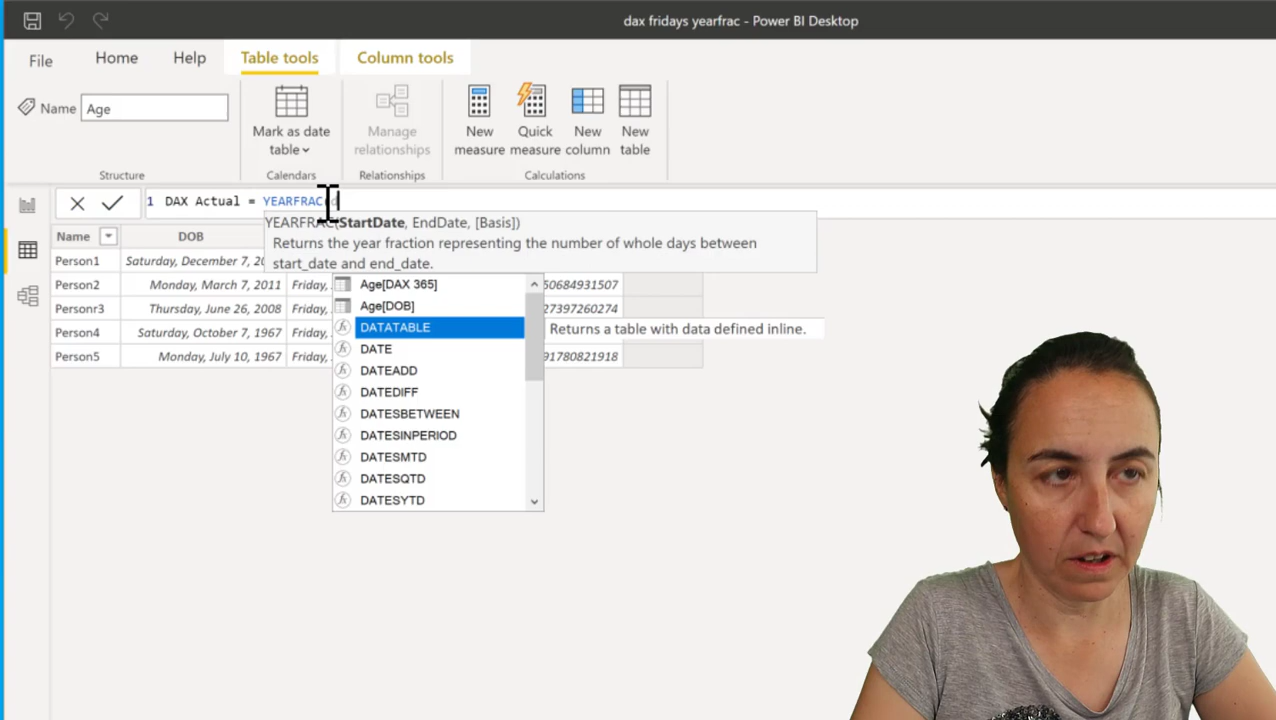 dax fridays yearfrac - Power BI Desktop
File Home Help Table tools Column tools
Name Age
Mark as date table
Manage relationships
New measure
Quick measure
New column
New table
Structure Calendars Relationships Calculations
1 DAX Actual = YEARFRAC(d
YEARFRAC(StartDate, EndDate, [Basis])
Returns the year fraction representing the number of whole days between
start_date and end_date.
Name DOB
Person1 Saturday, December 7, 20
Person2 Monday, March 7, 2011 Friday, 50684931507
Personr3 Thursday, June 26, 2008 Friday, 27397260274
Person4 Saturday, October 7, 1967 Friday,
Person5 Monday, July 10, 1967 Friday, 91780821918
Age[DAX 365]
Age[DOB]
DATATABLE Returns a table with data defined inline.
DATE
DATEADD
DATEDIFF
DATESBETWEEN
DATESINPERIOD
DATESMTD
DATESQTD
DATESYTD